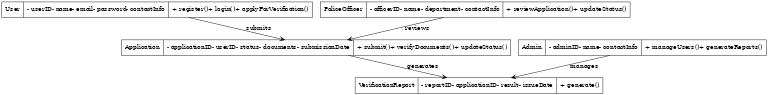 User - userID- name- email- password- contactInfo + register()+ login()+ applyForVerification()
PoliceOfficer - officerID- name- department- contactInfo + reviewApplication()+ updateStatus()
submits
reviews
Application - applicationID- userID- status- documents- submissionDate + submit()+ verifyDocuments()+ updateStatus()
Admin - adminID- name- contactInfo + manageUsers()+ generateReports()
generates
manages
VerificationReport - reportID- applicationID- result- issueDate + generate()